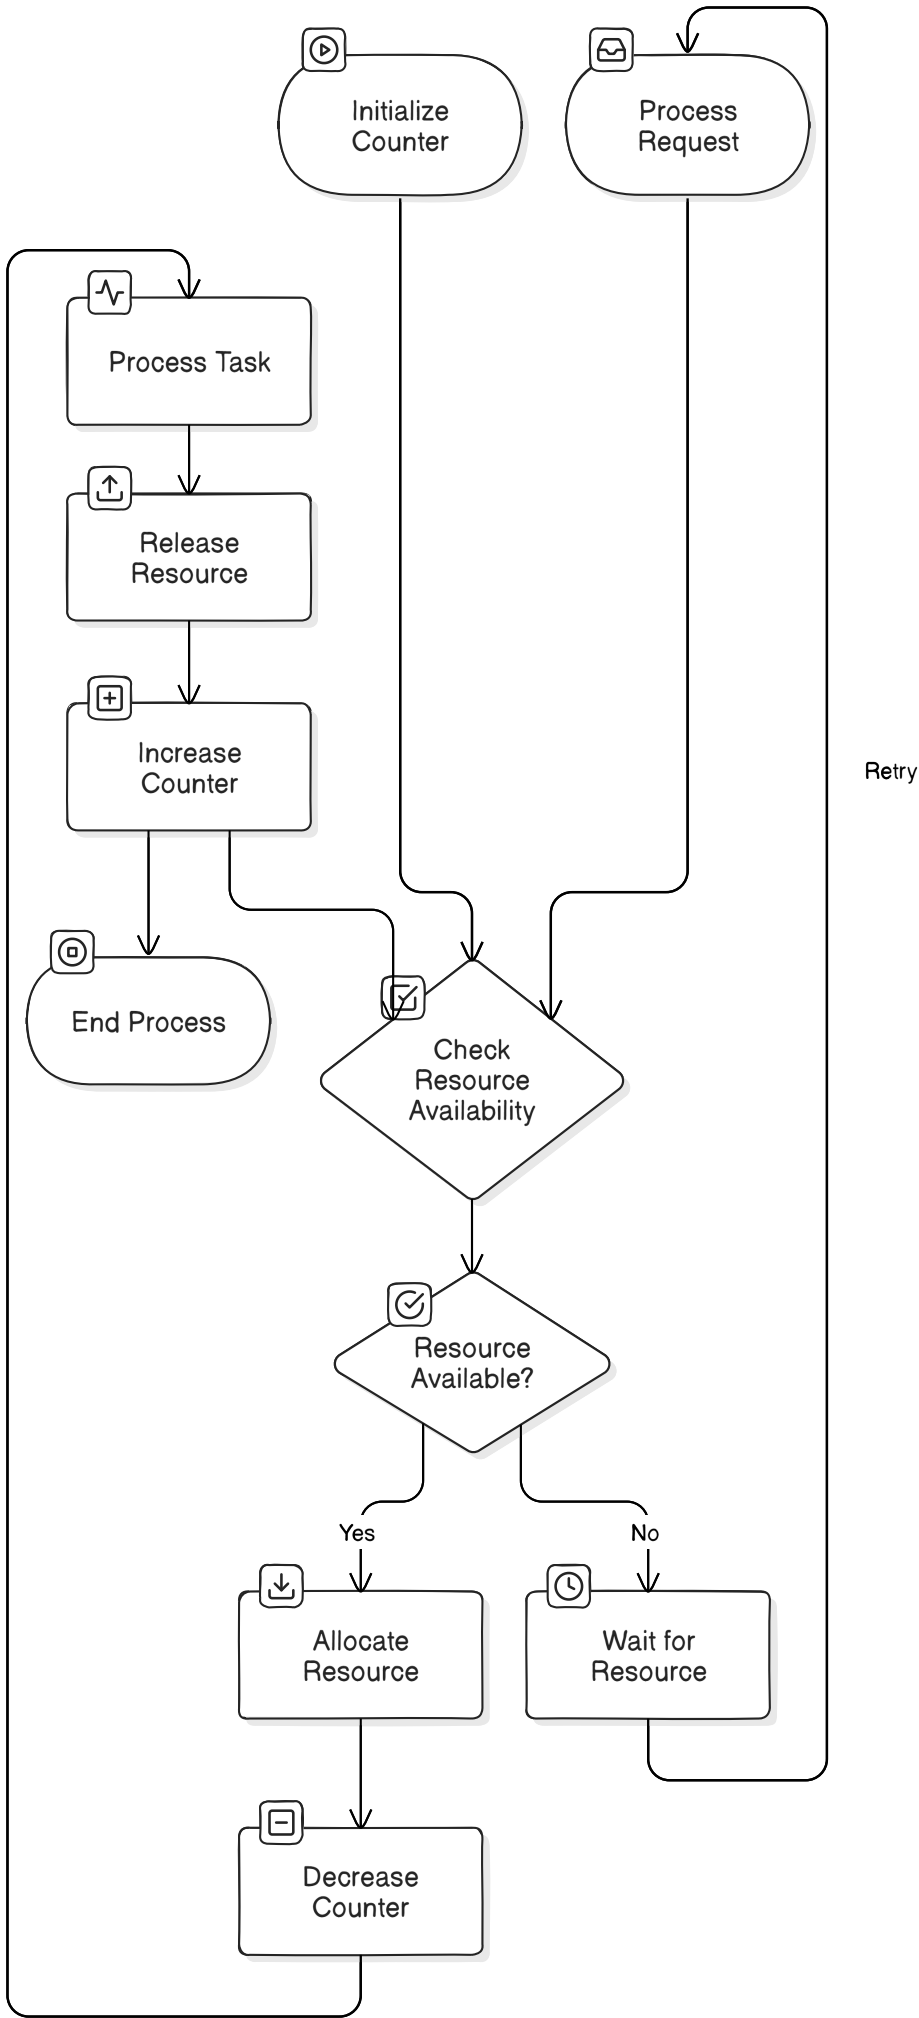 Initialize
Counter
Process
Request
Process Task
Release
Resource
Increase
Counter
Retry
End Process
Check
Resource
Availability
Resource
Available?
Yes
No
Allocate
Resource
Wait for
Resource
Decrease
Counter